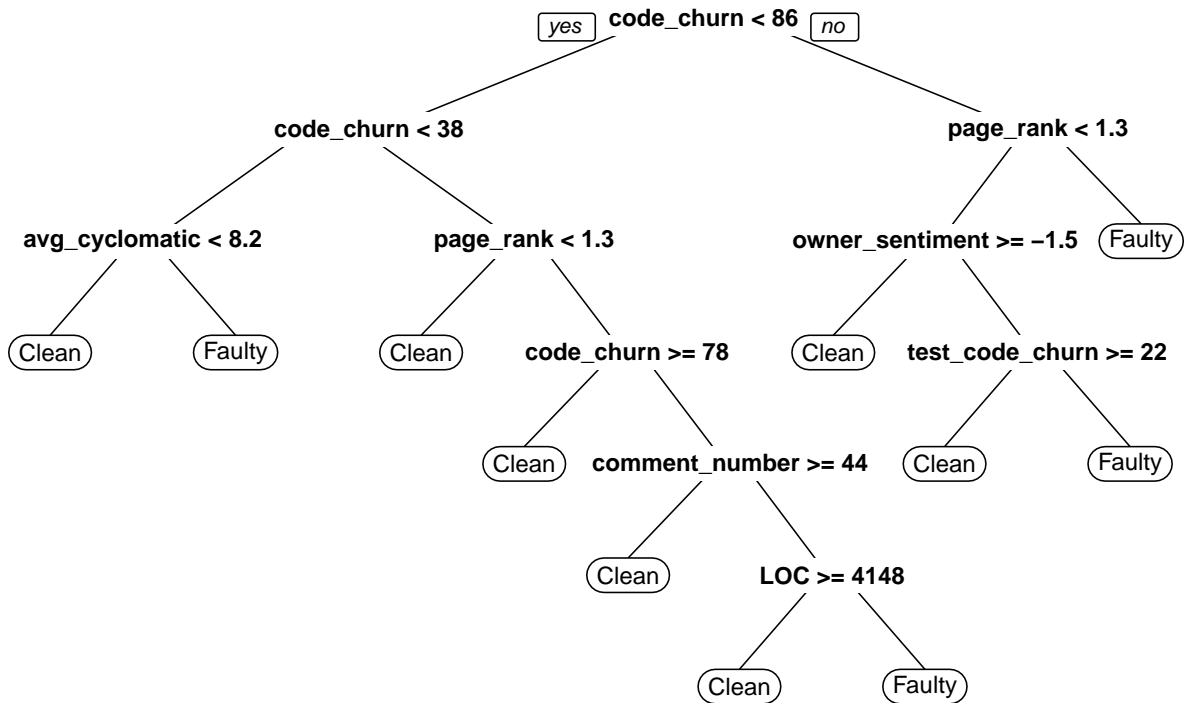 code_churn < 86
yes no
code_churn < 38 page_rank < 1.3
avg_cyclomatic < 8.2 page_rank < 1.3 owner_sentiment >= −1.5 Faulty
Clean Faulty Clean code_churn >= 78 Clean test_code_churn >= 22
Clean comment_number >= 44 Clean Faulty
Clean LOC >= 4148
Clean Faulty